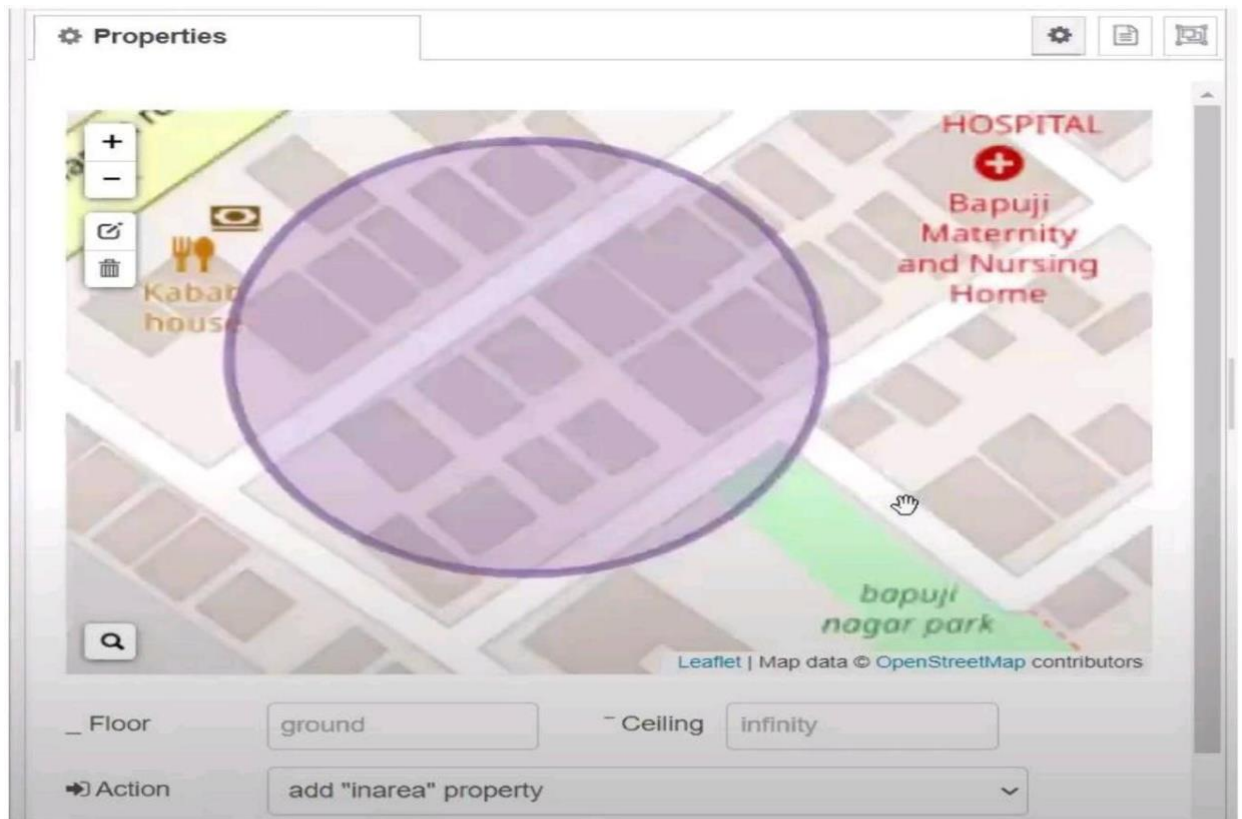 Properties
+
HOSPITAL
−
Bapuji
Maternity
and Nursing
Home
Kabab
house
bapuji
nagar park
Leaflet | Map data © OpenStreetMap contributors
Floor ground Ceiling infinity
Action add "inarea" property